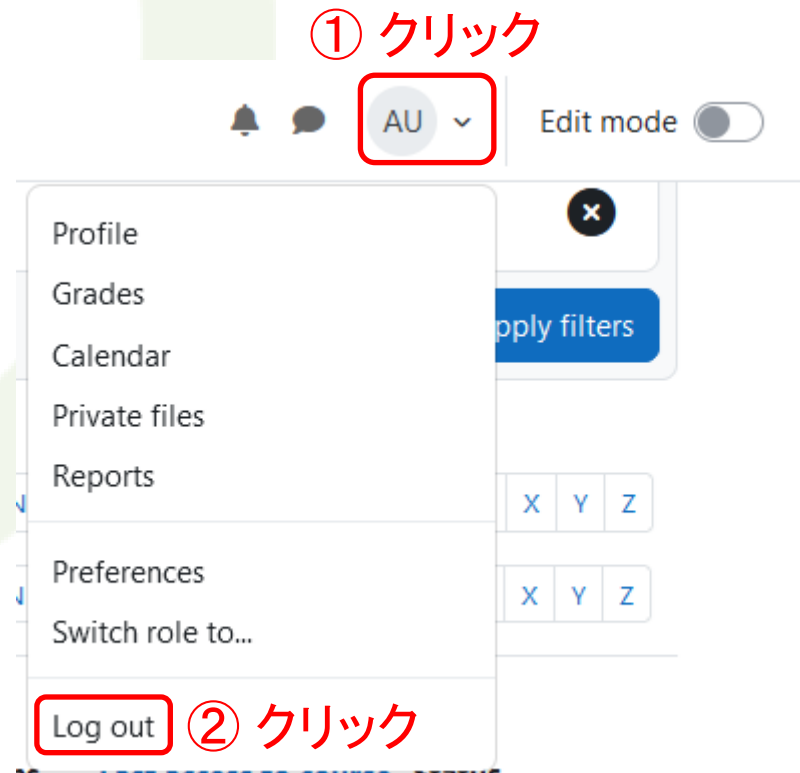 ① クリック
AU
Edit mode
Profile
Grades
pply filters
Calendar
Private files
Reports
X Y Z
Preferences
X Y Z
Switch role to...
Log out
② クリック